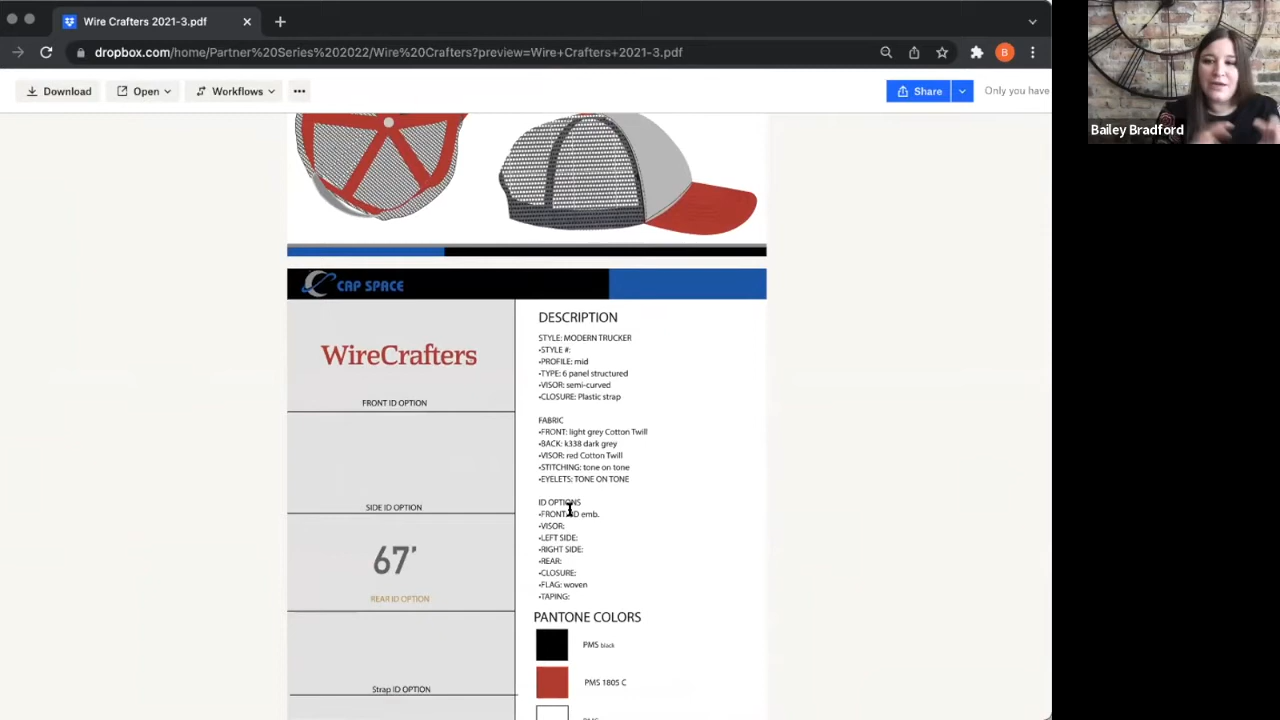 Wire Crafters 2021-3.pdf
dropbox.com/home/Partner%20Series%202022/Wire%20Crafters?preview=Wire+Crafters+2021-3.pdf
B
Download
Open
Workflows
Share
Only you have
Bailey Bradford
CAP SPACE
WireCrafters
FRONT ID OPTION
SIDE ID OPTION
67'
REAR ID OPTION
Strap ID OPTION
DESCRIPTION
STYLE: MODERN TRUCKER
•STYLE #:
•PROFILE: mid
•TYPE: 6 panel structured
•VISOR: semi-curved
•CLOSURE: Plastic strap
FABRIC
•FRONT: light grey Cotton Twill
•BACK: k338 dark grey
•VISOR: red Cotton Twill
•STITCHING: tone on tone
•EYELETS: TONE ON TONE
ID OPTIONS
•FRONT ID emb.
•VISOR:
•LEFT SIDE:
•RIGHT SIDE:
•REAR:
•CLOSURE:
•FLAG: woven
•TAPING:
PANTONE COLORS
PMS black
PMS 1805 C